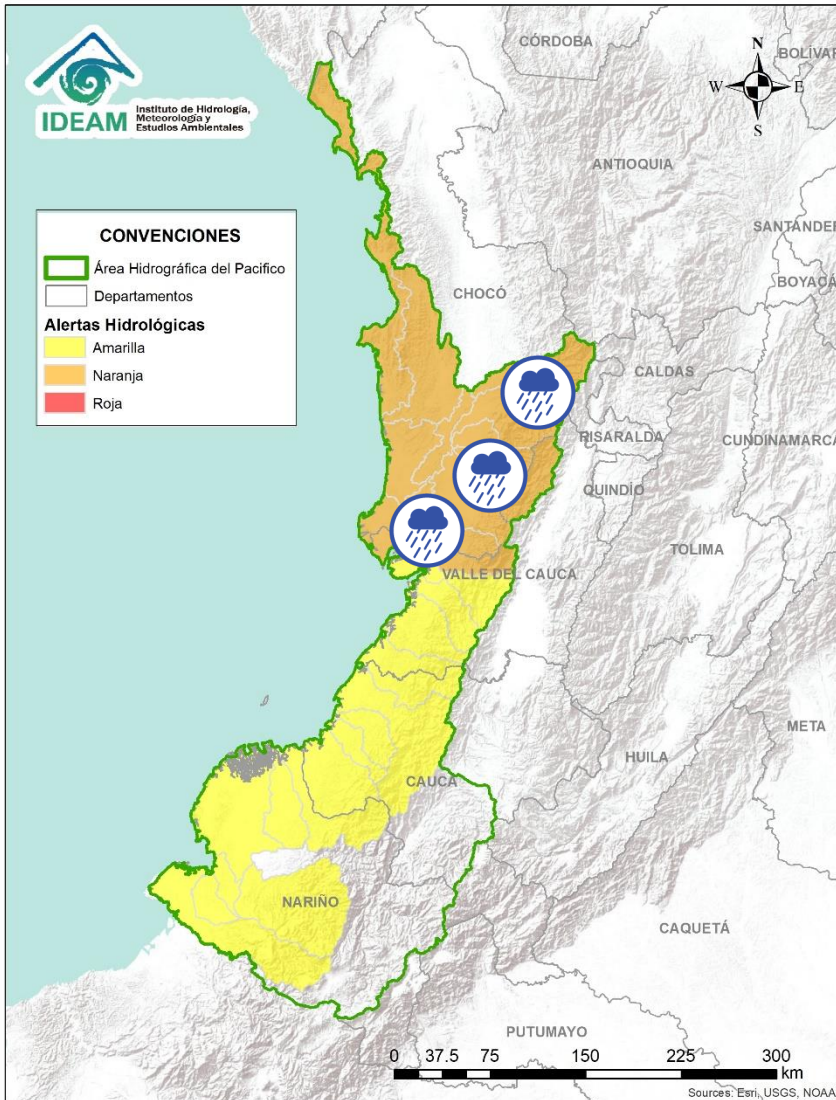 IDEAM
Instituto de Hidrología,
Meteorología y
Estudios Ambientales
N
W
E
S
CÓRDOBA
BOLÍVAR
ANTIOQUIA
SANTANDER
BOYACÁ
CONVENCIONES
Área Hidrográfica del Pacifico
Departamentos
Alertas Hidrológicas
Amarilla
Naranja
Roja
CHOCÓ
CALDAS
RISARALDA
CUNDINAMARCA
QUINDÍO
TOLIMA
VALLE DEL CAUCA
META
HUILA
CAUCA
NARIÑO
CAQUETÁ
PUTUMAYO
0 37.5 75 150 225 300
km
Sources: Esri, USGS, NOAA